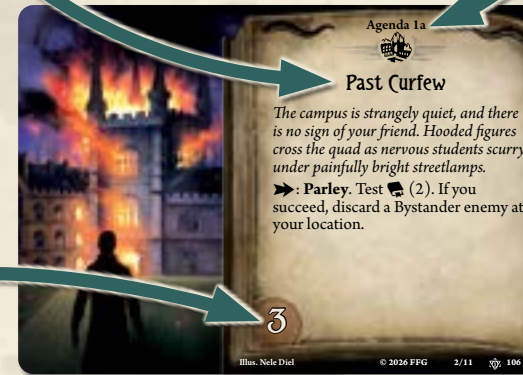 Agenda 1a
Past Curfew
The campus is strangely quiet, and there
is no sign of your friend. Hooded figures
cross the quad as nervous students scurry
under painfully bright streetlamps.
: Parley. Test (2). If you
succeed, discard a Bystander enemy at
your location.
3
Illus. Nele Diel © 2026 FFG 2/11 106